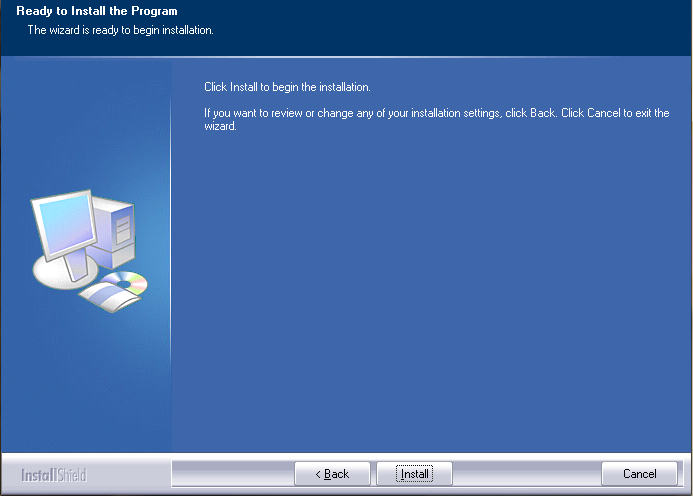 Ready to Install the Program
The wizard is ready to begin installation.
Click Install to begin the installation.
If you want to review or change any of your installation settings, click Back. Click Cancel to exit the
wizard.
InstallShield
< Back
Install
Cancel